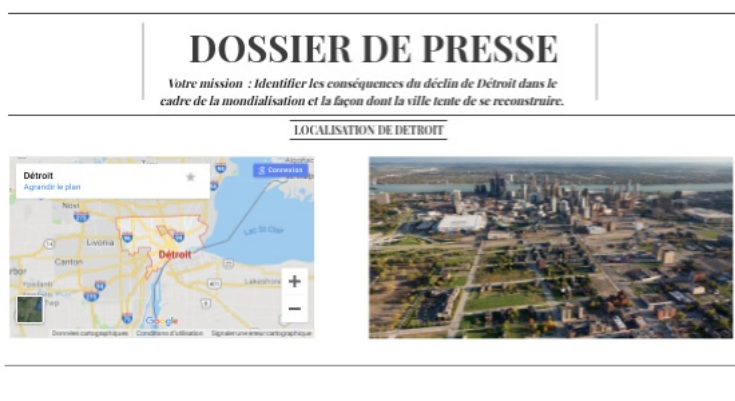 DOSSIER DE PRESSE
Votre mission : Identifier les conséquences du déclin de Détroit dans le
cadre de la mondialisation et la façon dont la ville tente de se reconstruire.
LOCALISATION DE DETROIT
Détroit
Agrandir le plan
Connexion
Novi
Livonia
Lac St Clair
Canton
Détroit
Ypsilanti
Twp
Lakeshore
Google
Données cartographiques
Conditions d'utilisation
Signaler une erreur cartographique